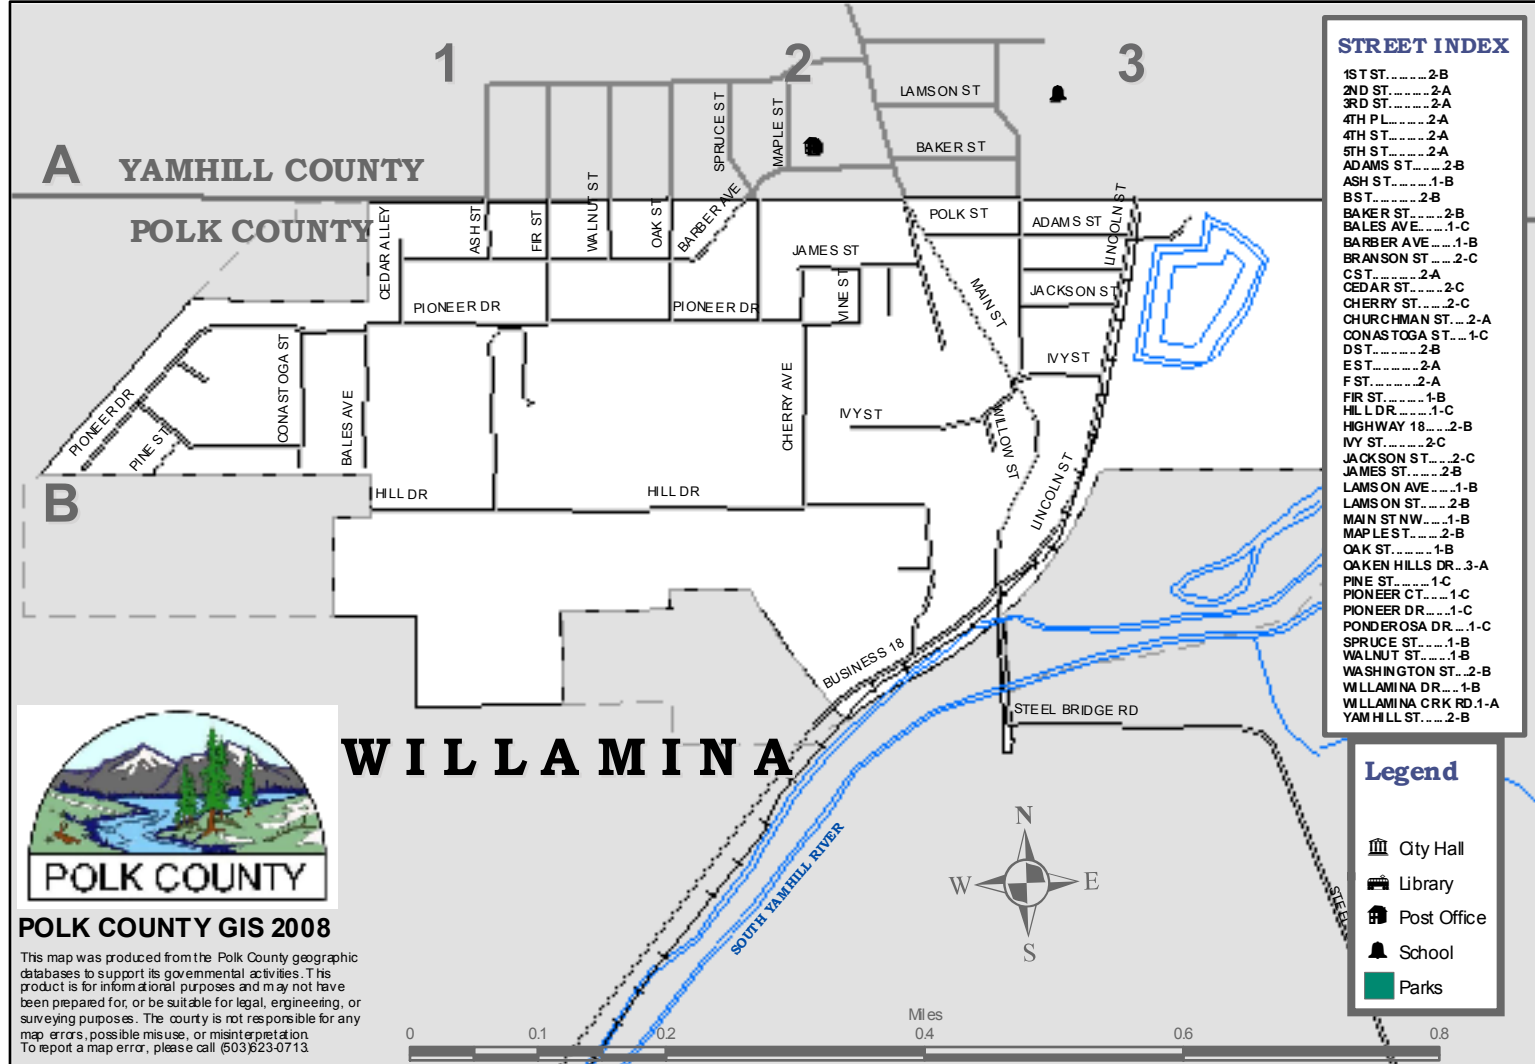 1
2
3
A
YAMHILL COUNTY
POLK COUNTY
B
LAMSON ST
BAKER ST
SPRUCE ST
MAPLE ST
WALNUT ST
OAK ST
BARBER AVE
ASH ST
FIR ST
CEDAR ALLEY
POLK ST
ADAMS ST
LINCOLN ST
JAMES ST
VINE ST
MAIN ST
JACKSON ST
PIONEER DR
PIONEER DR
IVY ST
CONASTOGA ST
BALES AVE
CHERRY AVE
PIONEER DR
PINE ST
IVY ST
WILLOW ST
LINCOLN ST
HILL DR
HILL DR
BUSINESS 18
STEEL BRIDGE RD
WILLAMINA
SOUTH YAMHILL RIVER
N
W
E
S
STEEL
POLK COUNTY
POLK COUNTY GIS 2008
This map was produced from the Polk County geographic
databases to support its governmental activities. This
product is for informational purposes and may not have
been prepared for, or be suitable for legal, engineering, or
surveying purposes. The county is not responsible for any
map errors, possible misuse, or misinterpretation.
To report a map error, please call (503)623-0713.
Miles
0
0.1
0.2
0.4
0.6
0.8
STREET INDEX
1ST ST...........2-B
2ND ST...........2-A
3RD ST...........2-A
4TH PL...........2-A
4TH ST...........2-A
5TH ST...........2-A
ADAMS ST........2-B
ASH ST..........1-B
B ST............2-B
BAKER ST........2-B
BALES AVE.......1-C
BARBER AVE......1-B
BRANSON ST......2-C
C ST............2-A
CEDAR ST........2-C
CHERRY ST.......2-C
CHURCHMAN ST....2-A
CONASTOGA ST....1-C
D ST............2-B
E ST............2-A
F ST............2-A
FIR ST..........1-B
HILL DR.........1-C
HIGHWAY 18......2-B
IVY ST..........2-C
JACKSON ST......2-C
JAMES ST........2-B
LAMSON AVE......1-B
LAMSON ST.......2-B
MAIN ST NW......1-B
MAPLE ST........2-B
OAK ST..........1-B
OAKEN HILLS DR..3-A
PINE ST.........1-C
PIONEER CT......1-C
PIONEER DR......1-C
PONDEROSA DR....1-C
SPRUCE ST.......1-B
WALNUT ST.......1-B
WASHINGTON ST...2-B
WILLAMINA DR....1-B
WILLAMINA CRK RD.1-A
YAMHILL ST......2-B
Legend
City Hall
Library
Post Office
School
Parks